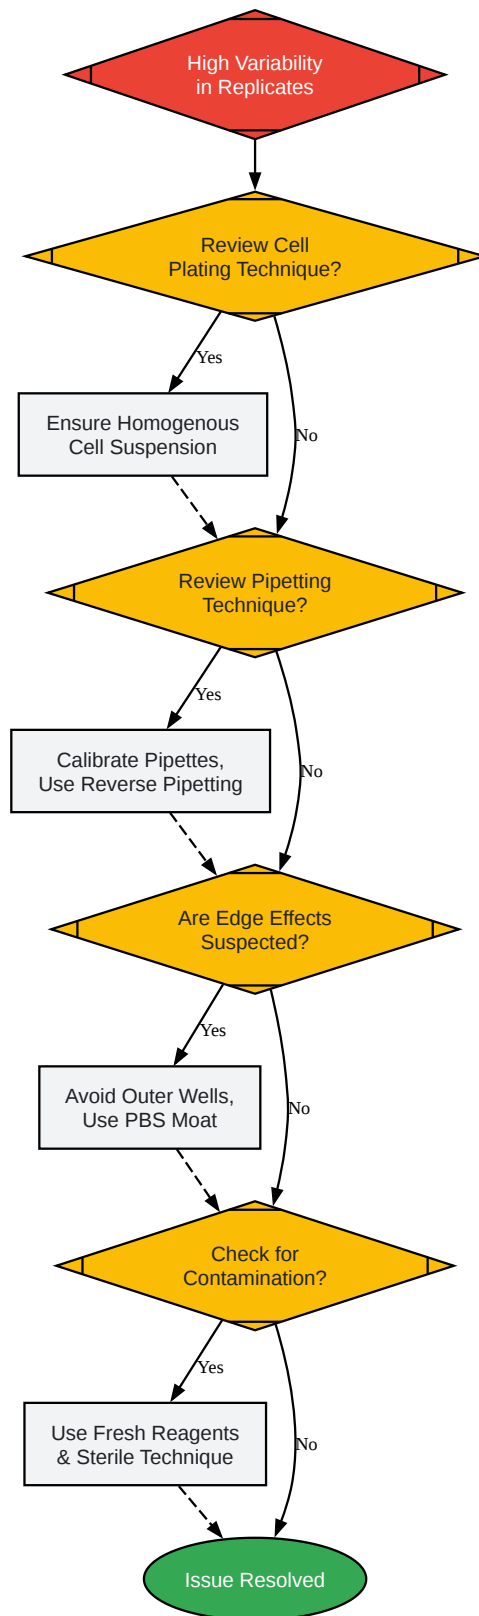 High Variability
in Replicates
Review Cell
Plating Technique?
Yes
Ensure Homogenous
Cell Suspension
No
Review Pipetting
Technique?
Yes
Calibrate Pipettes,
Use Reverse Pipetting
No
Are Edge Effects
Suspected?
Yes
Avoid Outer Wells,
Use PBS Moat
No
Check for
Contamination?
Yes
Use Fresh Reagents
& Sterile Technique
No
Issue Resolved